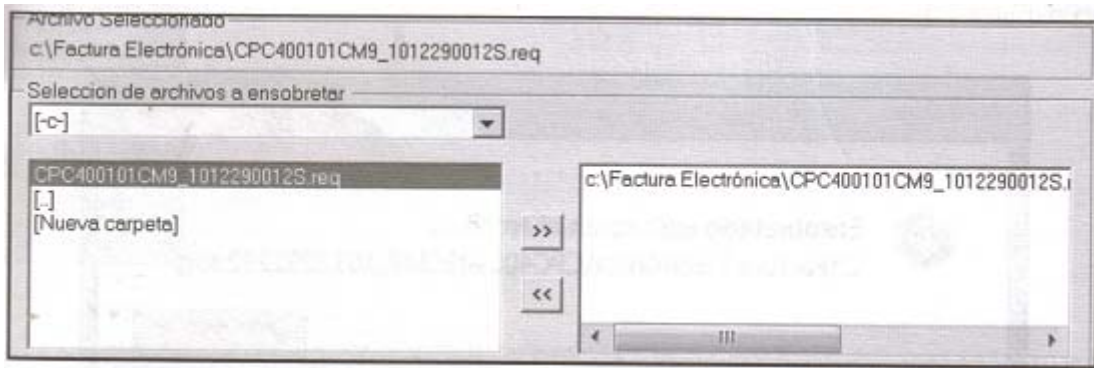 Archivo Seleccionado
c:\Factura Electrónica\CPC400101CM9_1012290012S.req
Seleccion de archivos a ensobretar
[-c-]
CPC400101CM9_1012290012S.req
[..]
[Nueva carpeta]
c:\Factura Electrónica\CPC400101CM9_1012290012S.r
>>
<<